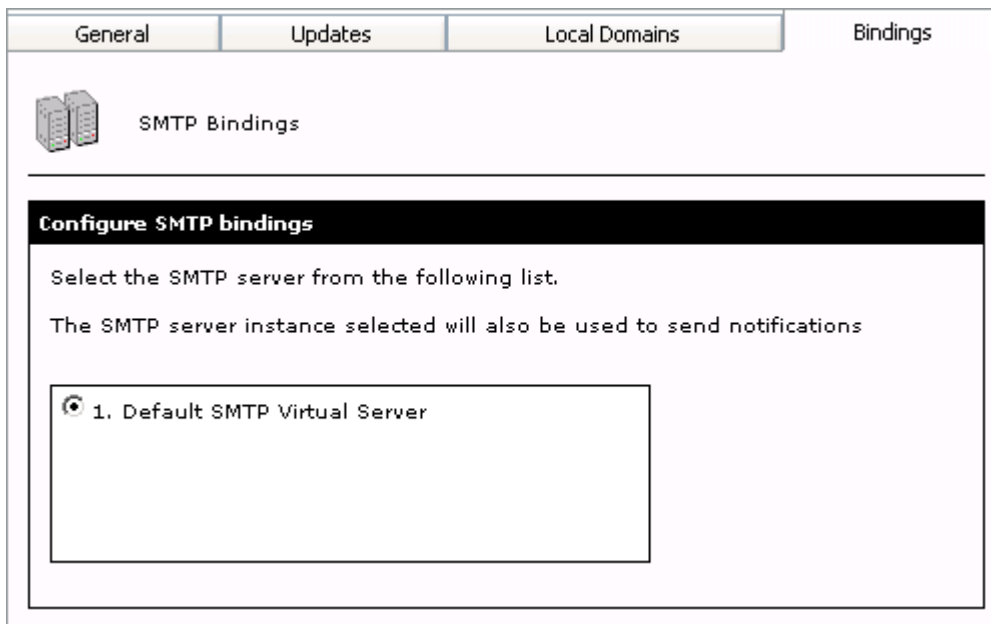 General
Updates
Local Domains
Bindings
SMTP Bindings
Configure SMTP bindings
Select the SMTP server from the following list.
The SMTP server instance selected will also be used to send notifications
1. Default SMTP Virtual Server